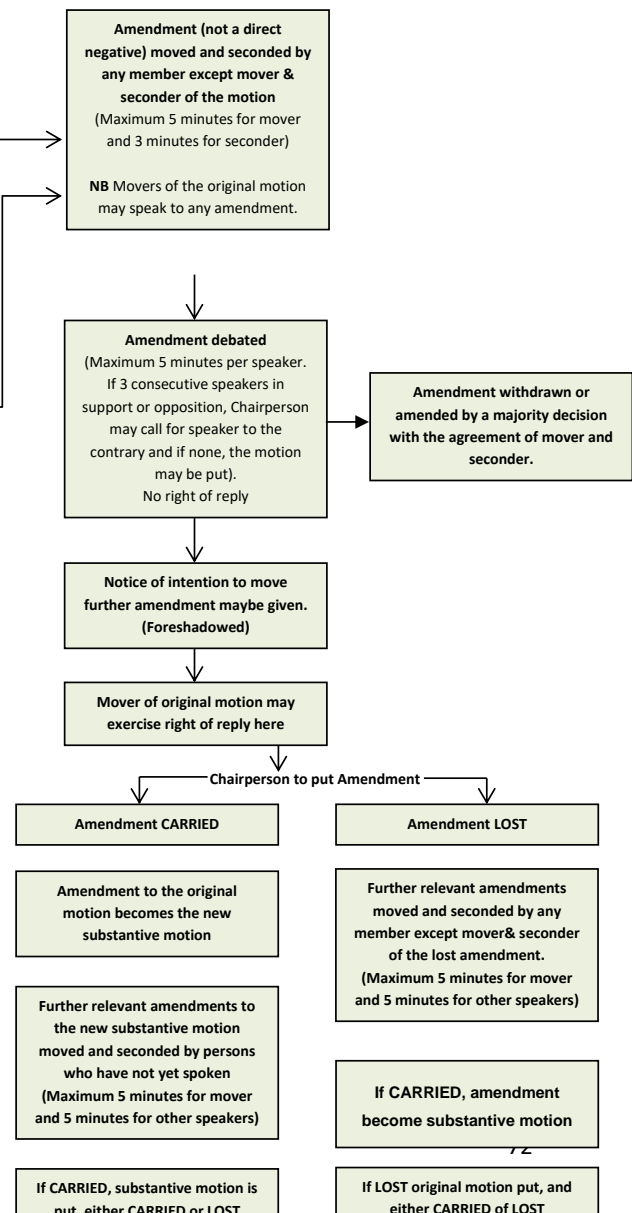 Amendment (not a direct
negative) moved and seconded by
any member except mover &
seconder of the motion
(Maximum 5 minutes for mover
and 3 minutes for seconder)
NB Movers of the original motion
may speak to any amendment.
Amendment debated
(Maximum 5 minutes per speaker.
If 3 consecutive speakers in
support or opposition, Chairperson
may call for speaker to the
contrary and if none, the motion
may be put).
No right of reply
Amendment withdrawn or
amended by a majority decision
with the agreement of mover and
seconder.
Notice of intention to move
further amendment maybe given.
(Foreshadowed)
Mover of original motion may
exercise right of reply here
Chairperson to put Amendment
Amendment CARRIED
Amendment to the original
motion becomes the new
substantive motion
Further relevant amendments to
the new substantive motion
moved and seconded by persons
who have not yet spoken
(Maximum 5 minutes for mover
and 5 minutes for other speakers)
If CARRIED, substantive motion is
put, either CARRIED or LOST
Amendment LOST
Further relevant amendments
moved and seconded by any
member except mover& seconder
of the lost amendment.
(Maximum 5 minutes for mover
and 5 minutes for other speakers)
If CARRIED, amendment
become substantive motion
If LOST original motion put, and
either CARRIED of LOST